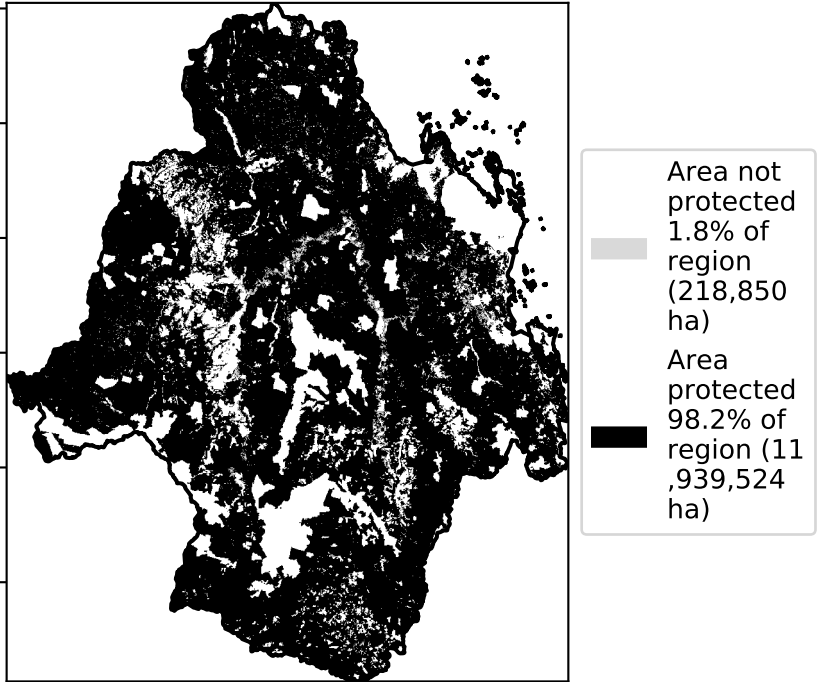 Area not
protected
1.8% of
region
(218,850
ha)
Area
protected
98.2% of
region (11
,939,524
ha)